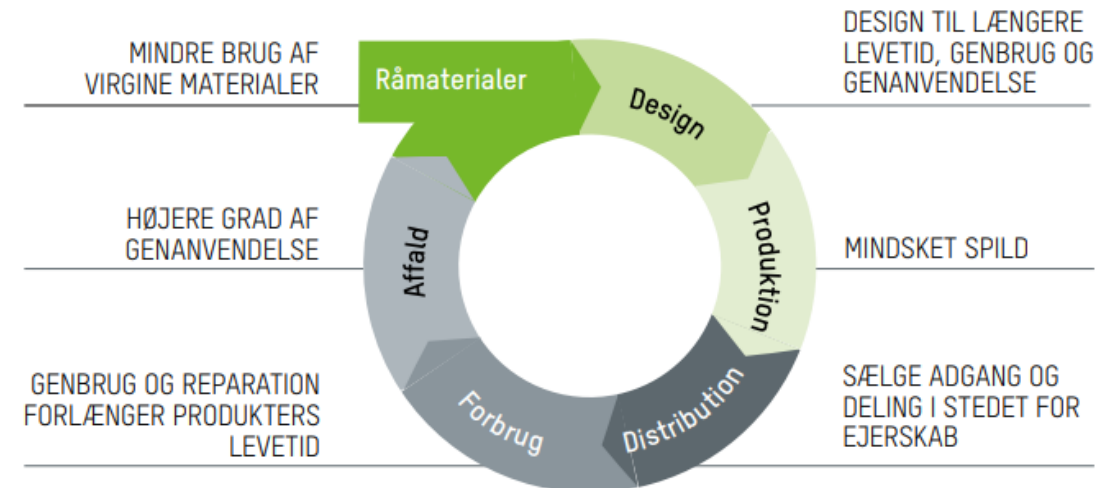 MINDRE BRUG AF
VIRGINE MATERIALER
Råmaterialer
DESIGN TIL LÆNGERE
LEVETID, GENBRUG OG
GENANVENDELSE
Design
Produktion
MINDSKET SPILD
Distribution
SÆLGE ADGANG OG
DELING I STEDET FOR
EJERSKAB
Forbrug
GENBRUG OG REPARATION
FORLÆNGER PRODUKTERS
LEVETID
Affald
HØJERE GRAD AF
GENANVENDELSE